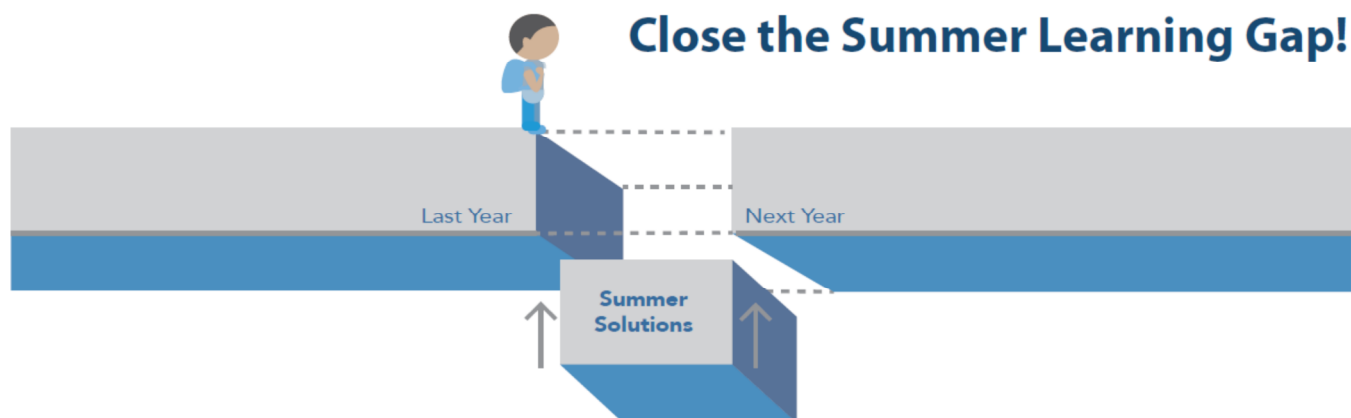 Close the Summer Learning Gap!
Last Year
Next Year
Summer
Solutions